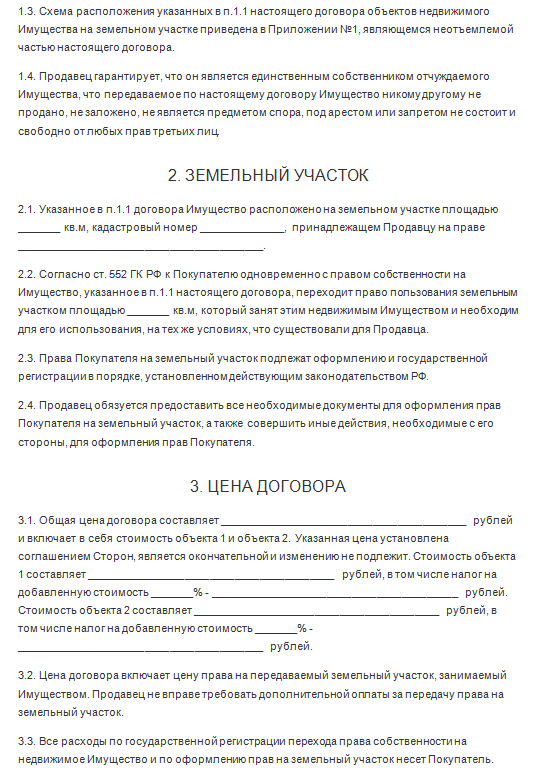 1.3. Схема расположения указанных в п.1.1 настоящего договора объектов недвижимого
Имущества на земельном участке приведена в Приложении №1, являющемся неотъемлемой
частью настоящего договора.
1.4. Продавец гарантирует, что он является единственным собственником отчуждаемого
Имущества, что передаваемое по настоящему договору Имущество никому другому не
продано, не заложено, не является предметом спора, под арестом или запретом не состоит и
свободно от любых прав третьих лиц.
2. ЗЕМЕЛЬНЫЙ УЧАСТОК
2.1. Указанное в п.1.1 договора Имущество расположено на земельном участке площадью
_______ кв.м, кадастровый номер ______________, принадлежащем Продавцу на праве
_________________________________________.
2.2. Согласно ст. 552 ГК РФ к Покупателю одновременно с правом собственности на
Имущество, указанное в п.1.1 настоящего договора, переходит право пользования земельным
участком площадью _______ кв.м, который занят этим недвижимым Имуществом и необходим
для его использования, на тех же условиях, что существовали для Продавца.
2.3. Права Покупателя на земельный участок подлежат оформлению и государственной
регистрации в порядке, установленном действующим законодательством РФ.
2.4. Продавец обязуется предоставить все необходимые документы для оформления прав
Покупателя на земельный участок, а также совершить иные действия, необходимые с его
стороны, для оформления прав Покупателя.
3. ЦЕНА ДОГОВОРА
3.1. Общая цена договора составляет _________________________________________ рублей
и включает в себя стоимость объекта 1 и объекта 2. Указанная цена установлена
соглашением Сторон, является окончательной и изменению не подлежит. Стоимость объекта
1 составляет _________________________________________ рублей, в том числе налог на
добавленную стоимость _______% - _________________________________________ рублей.
Стоимость объекта 2 составляет _________________________________________ рублей, в
том числе налог на добавленную стоимость _______% -
_________________________________________ рублей.
3.2. Цена договора включает цену права на передаваемый земельный участок, занимаемый
Имуществом. Продавец не вправе требовать дополнительной оплаты за передачу права на
земельный участок.
3.3. Все расходы по государственной регистрации перехода права собственности на
недвижимое Имущество и по оформлению прав на земельный участок несет Покупатель.